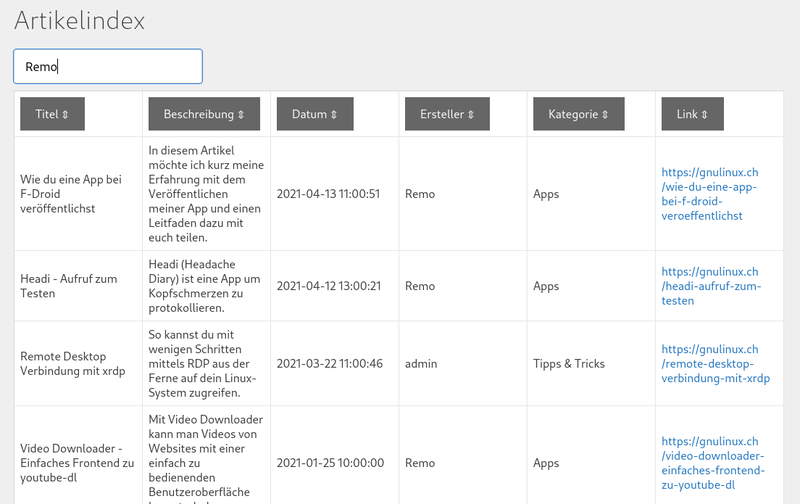 Artikelindex
Remo
Titel ⇕
Beschreibung ⇕
Datum ⇕
Ersteller ⇕
Kategorie ⇕
Link ⇕
Wie du eine App bei
F-Droid
veröffentlichst
In diesem Artikel
möchte ich kurz meine
Erfahrung mit dem
Veröffentlichen
meiner App und einen
Leitfaden dazu mit
euch teilen.
2021-04-13 11:00:51
Remo
Apps
https://gnulinux.ch
/wie-du-eine-app-
bei-f-droid-
veroeffentlichst
Headi - Aufruf zum
Testen
Headi (Headache
Diary) ist eine App um
Kopfschmerzen zu
protokollieren.
2021-04-12 13:00:21
Remo
Apps
https://gnulinux.ch
/headi-aufruf-zum-
testen
Remote Desktop
Verbindung mit xrdp
So kannst du mit
wenigen Schritten
mittels RDP aus der
Ferne auf dein Linux-
System zugreifen.
2021-03-22 11:00:46
admin
Tipps & Tricks
https://gnulinux.ch
/remote-desktop-
verbindung-mit-xrdp
Video Downloader -
Einfaches Frontend zu
youtube-dl
Mit Video Downloader
kann man Videos von
Websites mit einer
einfach zu
bedienenden
Benutzeroberfläche
2021-01-25 10:00:00
Remo
Apps
https://gnulinux.ch
/video-downloader-
einfaches-frontend-
zu-youtube-dl